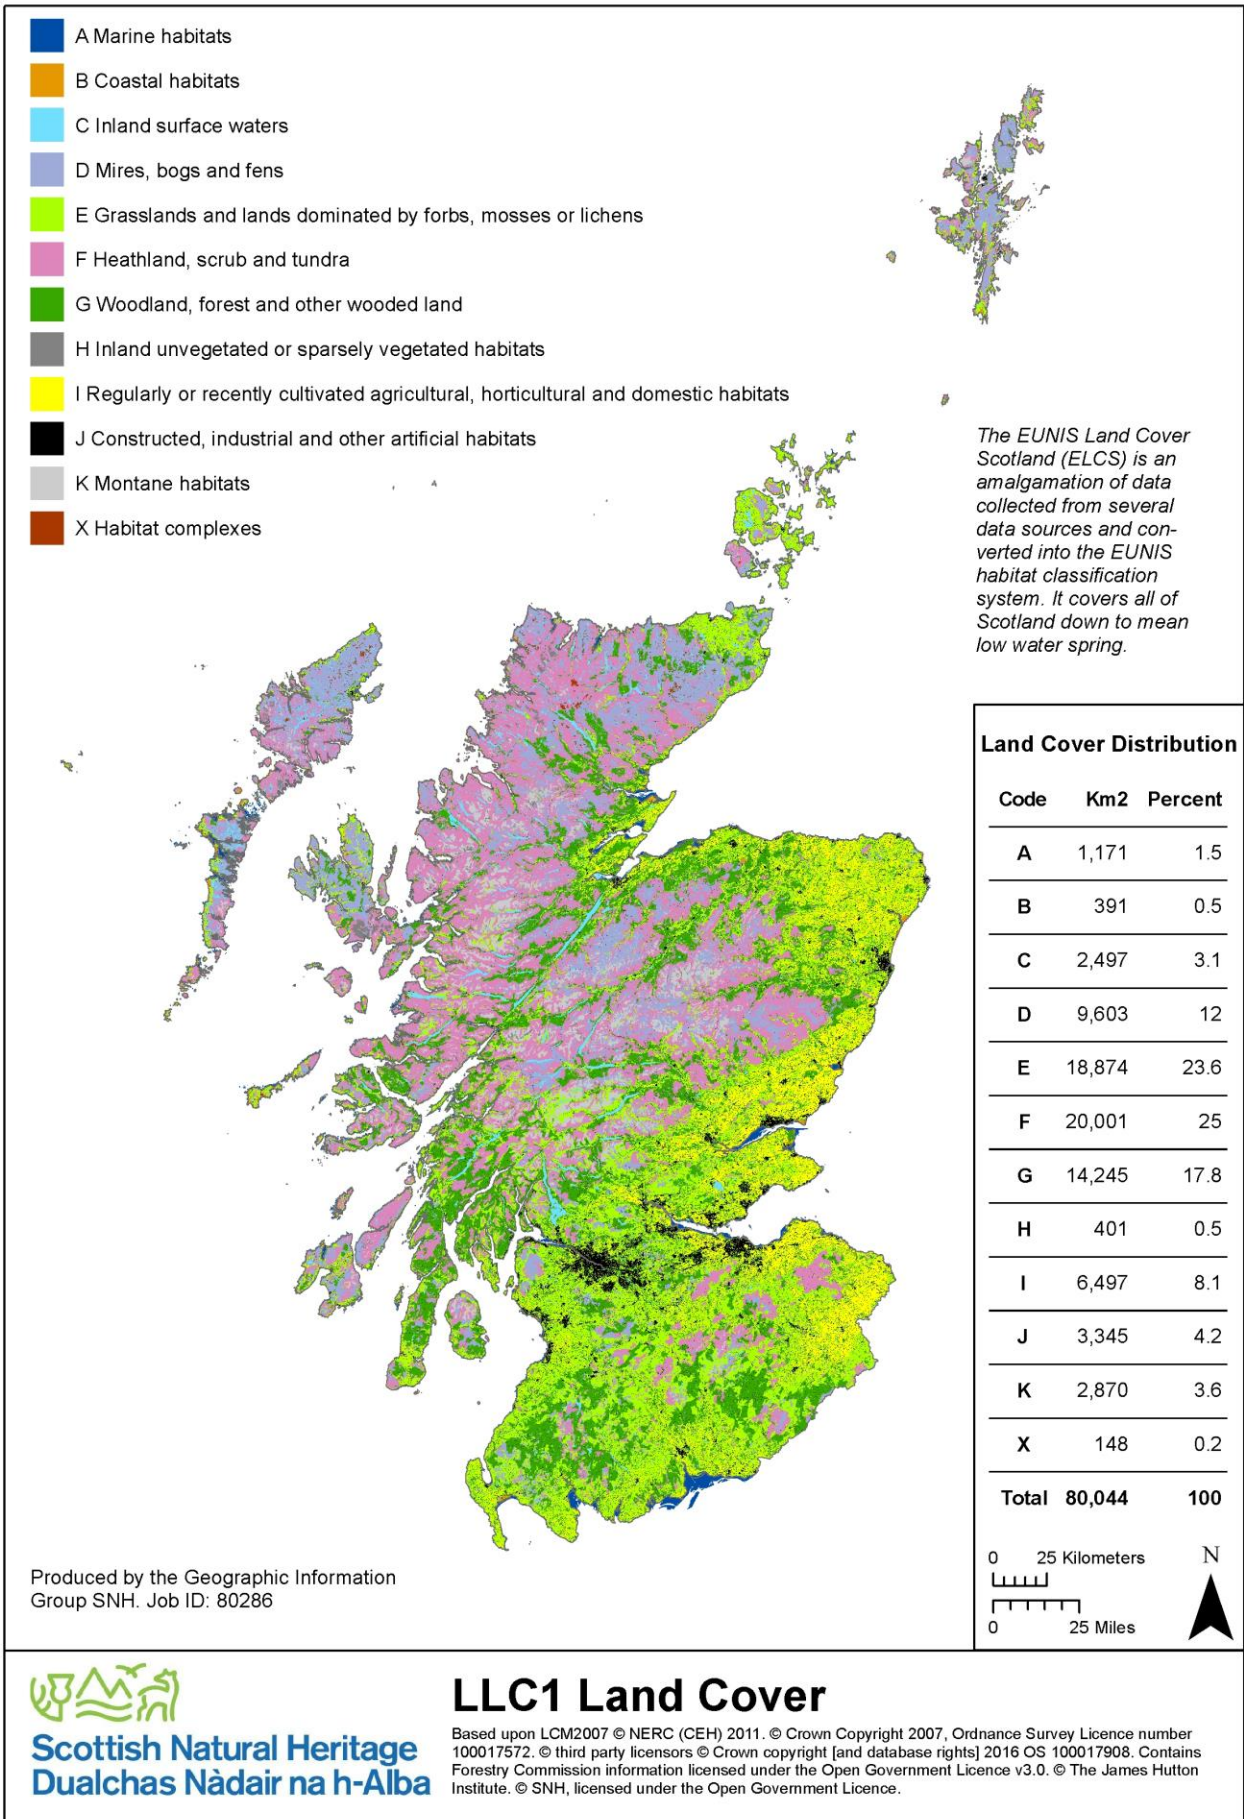 A Marine habitats
B Coastal habitats
C Inland surface waters
D Mires, bogs and fens
E Grasslands and lands dominated by forbs, mosses or lichens
F Heathland, scrub and tundra
G Woodland, forest and other wooded land
H Inland unvegetated or sparsely vegetated habitats
I Regularly or recently cultivated agricultural, horticultural and domestic habitats
J Constructed, industrial and other artificial habitats
K Montane habitats
X Habitat complexes
The EUNIS Land Cover
Scotland (ELCS) is an
amalgamation of data
collected from several
data sources and con-
verted into the EUNIS
habitat classification
system. It covers all of
Scotland down to mean
low water spring.
Land Cover Distribution
Code Km2 Percent
A 1,171 1.5
B 391 0.5
C 2,497 3.1
D 9,603 12
E 18,874 23.6
F 20,001 25
G 14,245 17.8
H 401 0.5
I 6,497 8.1
J 3,345 4.2
K 2,870 3.6
X 148 0.2
Total 80,044 100
0 25 Kilometers
N
0 25 Miles
Produced by the Geographic Information
Group SNH. Job ID: 80286
Scottish Natural Heritage
Dualchas Nàdair na h-Alba
LLC1 Land Cover
Based upon LCM2007 © NERC (CEH) 2011. © Crown Copyright 2007, Ordnance Survey Licence number
100017572. © third party licensors © Crown copyright [and database rights] 2016 OS 100017908. Contains
Forestry Commission information licensed under the Open Government Licence v3.0. © The James Hutton
Institute. © SNH, licensed under the Open Government Licence.